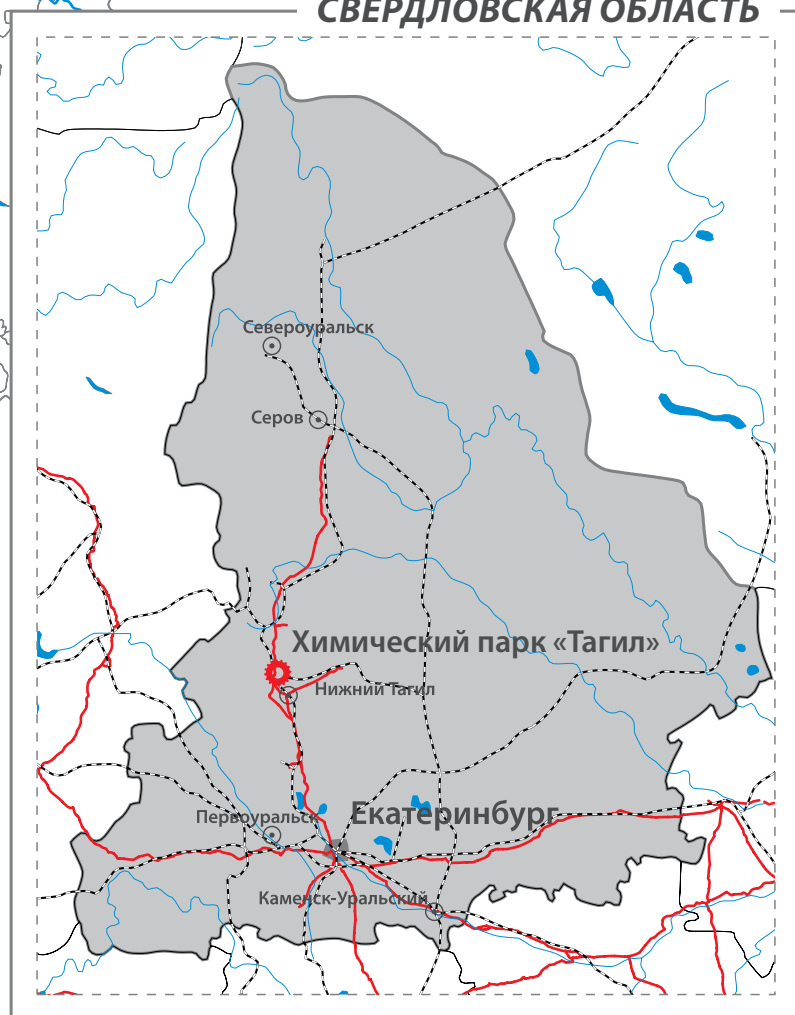 СВЕРДЛОВСКАЯ ОБЛАСТЬ
Североуральск
Серов
Химический парк «Тагил»
Нижний Тагил
Первоуральск
Екатеринбург
Каменск-Уральский